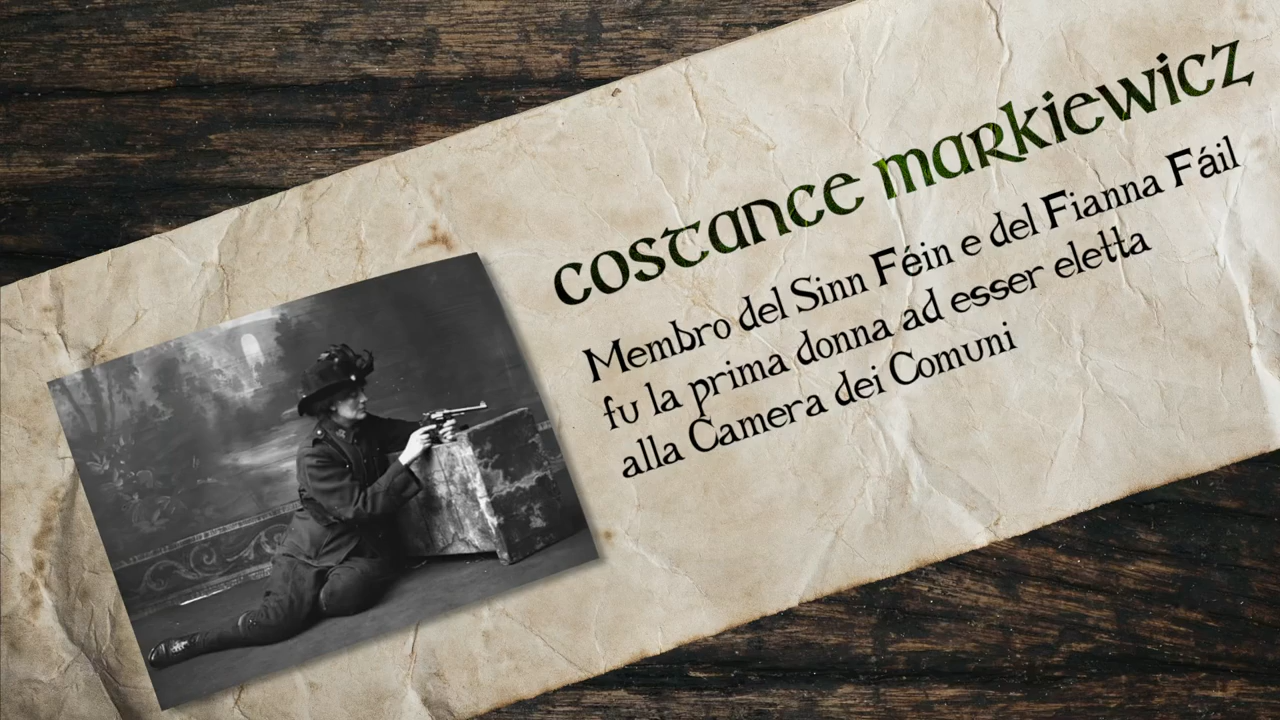 Costance Markiewicz
Membro del Sinn Féin e del Fianna Fáil
fu la prima donna ad esser eletta
alla Camera dei Comuni